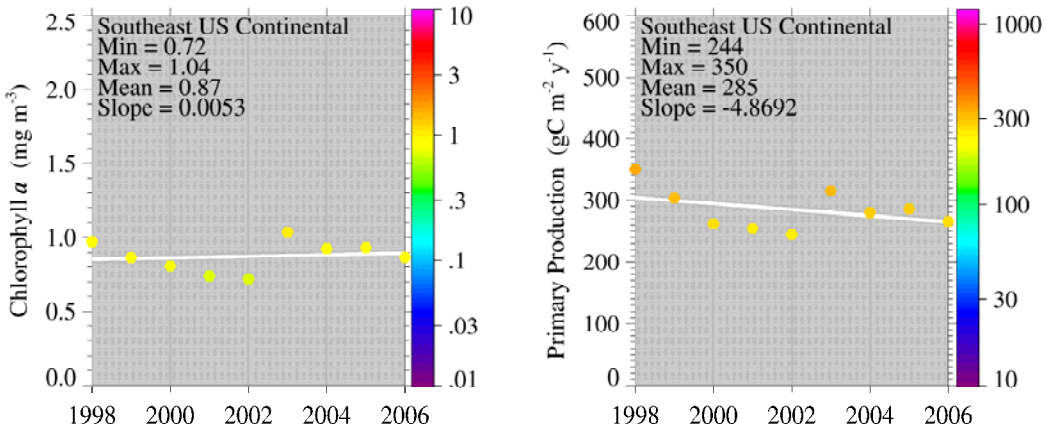 Southeast US Continental
Min = 0.72
Max = 1.04
Mean = 0.87
Slope = 0.0053
Chlorophyll a (mg m-3)
2.5
2.0
1.5
1.0
0.5
0.0
1998 2000 2002 2004 2006
10
3
1
.3
.1
.03
.01
Southeast US Continental
Min = 244
Max = 350
Mean = 285
Slope = -4.8692
Primary Production (gC m-2 y-1)
600
500
400
300
200
100
0
1998 2000 2002 2004 2006
1000
300
100
30
10